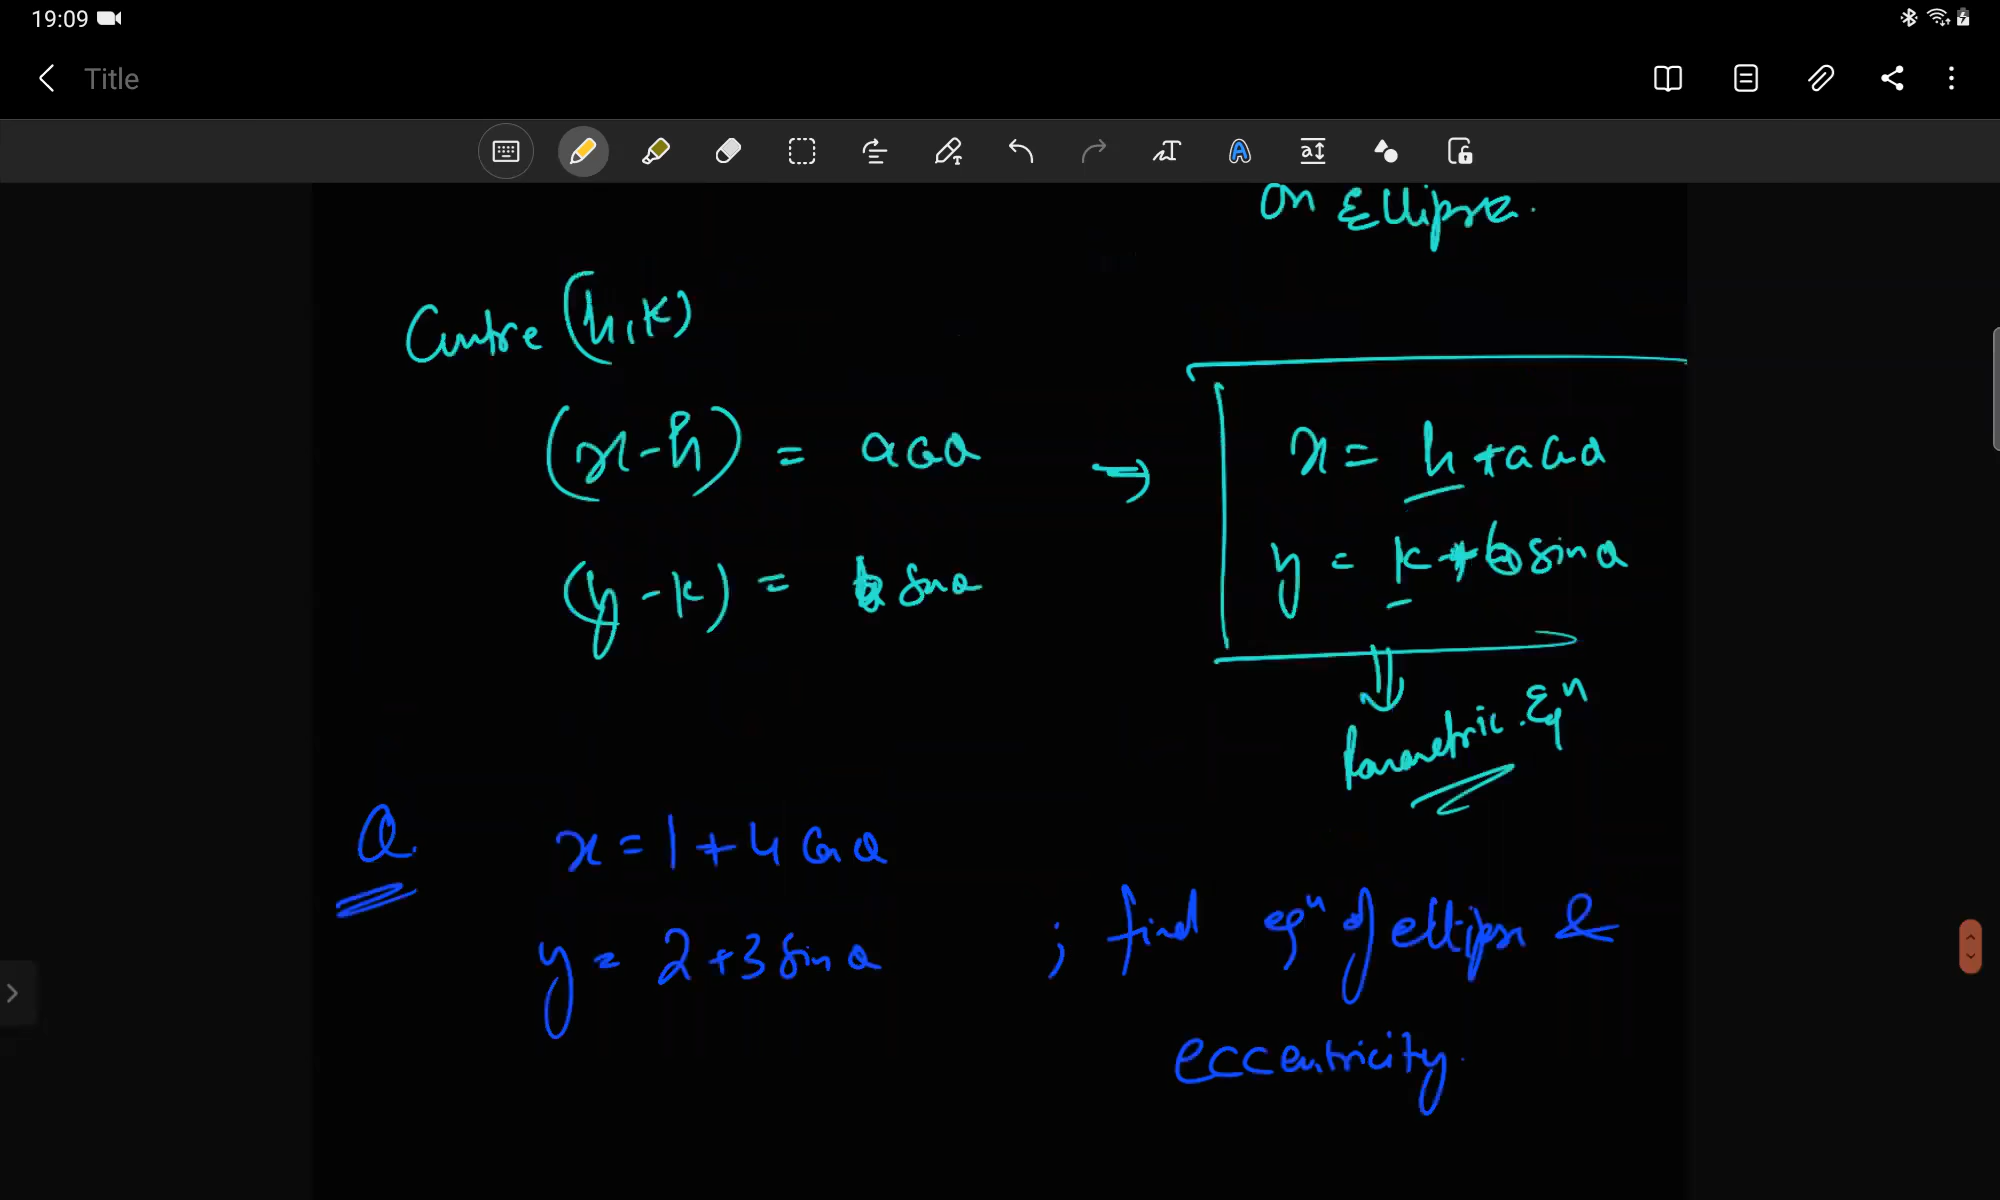 19:09
Title
on Ellipse.
Centre (h,k)
(x-h) = a cos θ ⇒ x = h + a cos θ
(y-k) = b sin θ y = k + b sin θ
Parametric Eqⁿ
Q. x = 1 + 4 cos θ
y = 2 + 3 sin θ ; find eqⁿ of ellipse &
eccentricity.